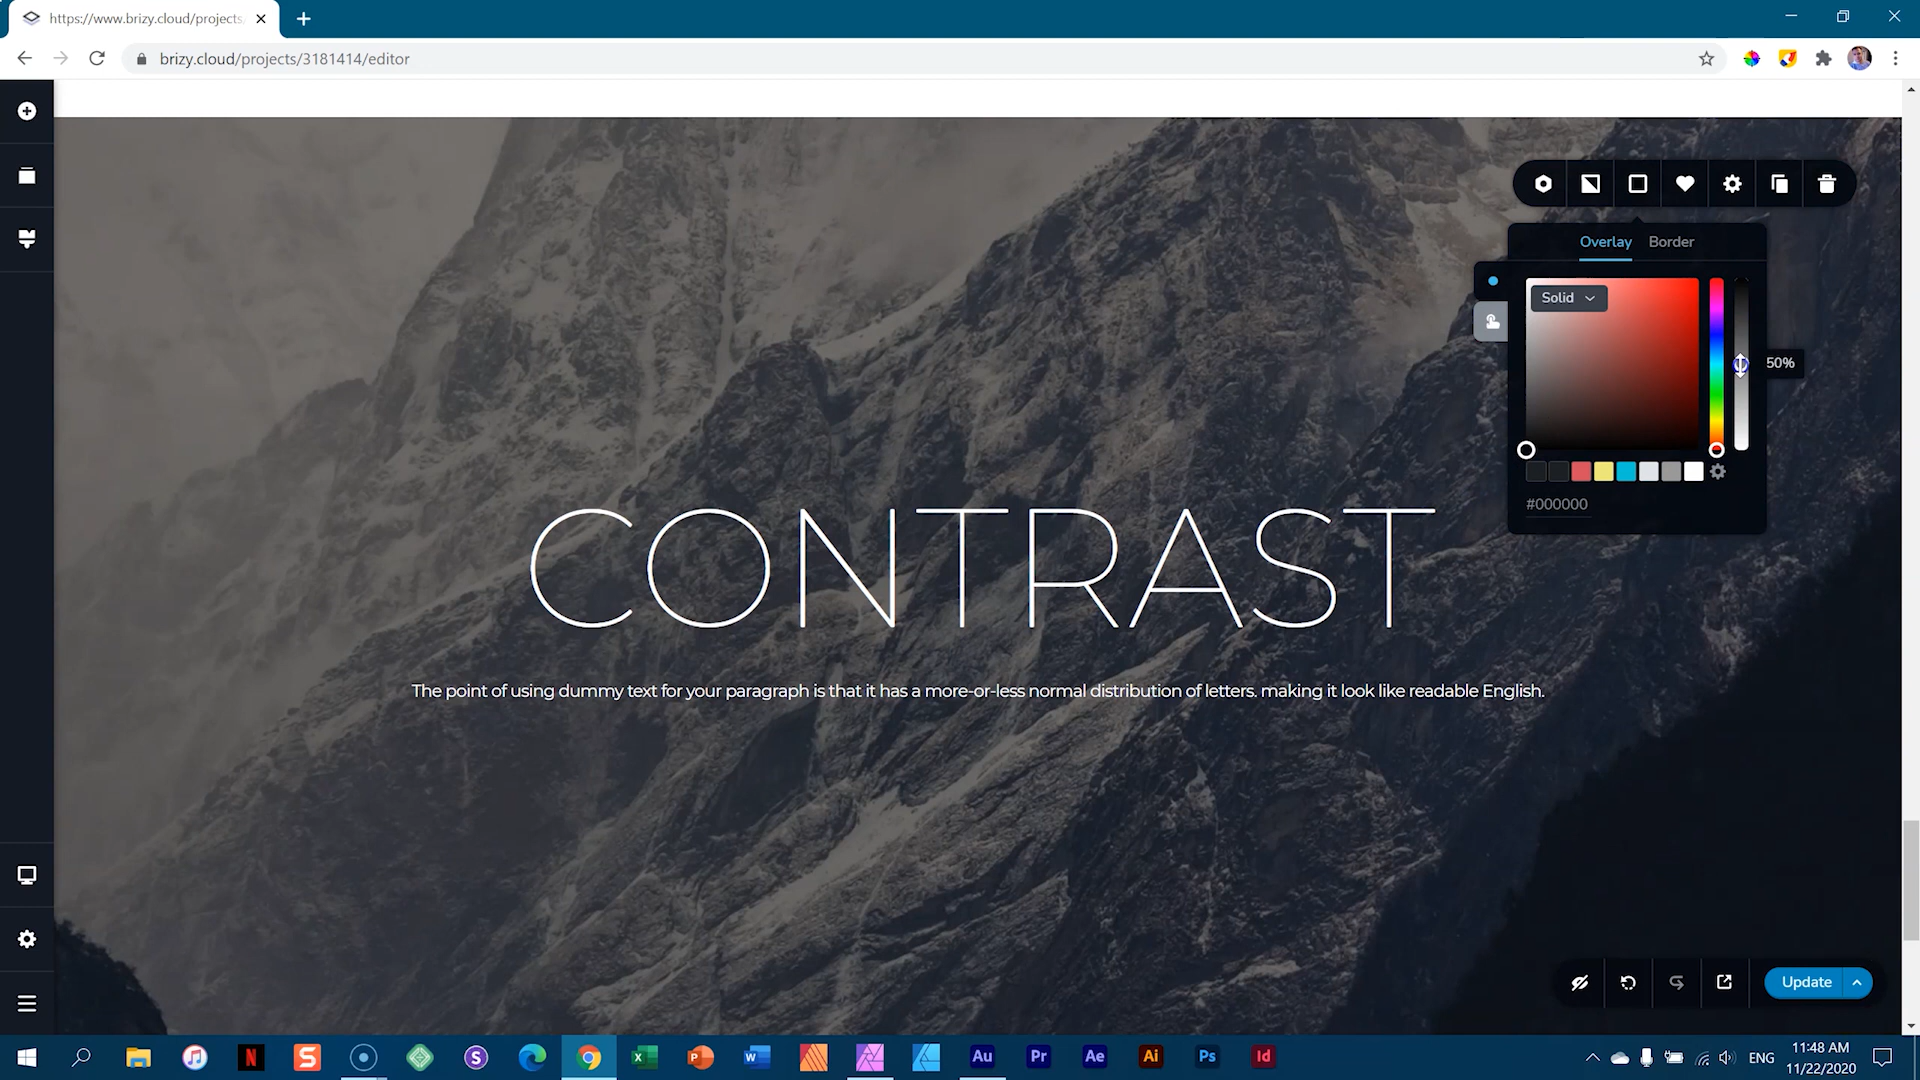 https://www.brizy.cloud/projects
brizy.cloud/projects/3181414/editor
Overlay Border
Solid
50%
#000000
CONTRAST
The point of using dummy text for your paragraph is that it has a more-or-less normal distribution of letters. making it look like readable English.
Update
N
S
S
X
P
W
Au
Pr
Ae
Ai
Ps
Id
ENG
11:48 AM
11/22/2020